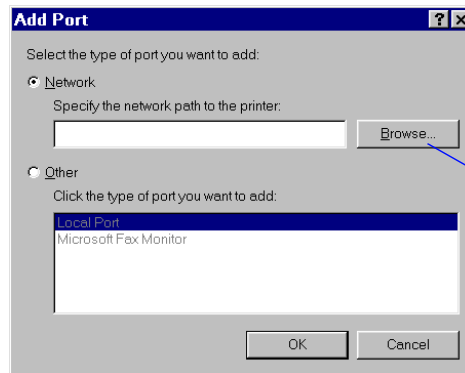 Add Port
Select the type of port you want to add:
Network
Specify the network path to the printer:
Browse...
Other
Click the type of port you want to add:
Local Port
Microsoft Fax Monitor
OK
Cancel